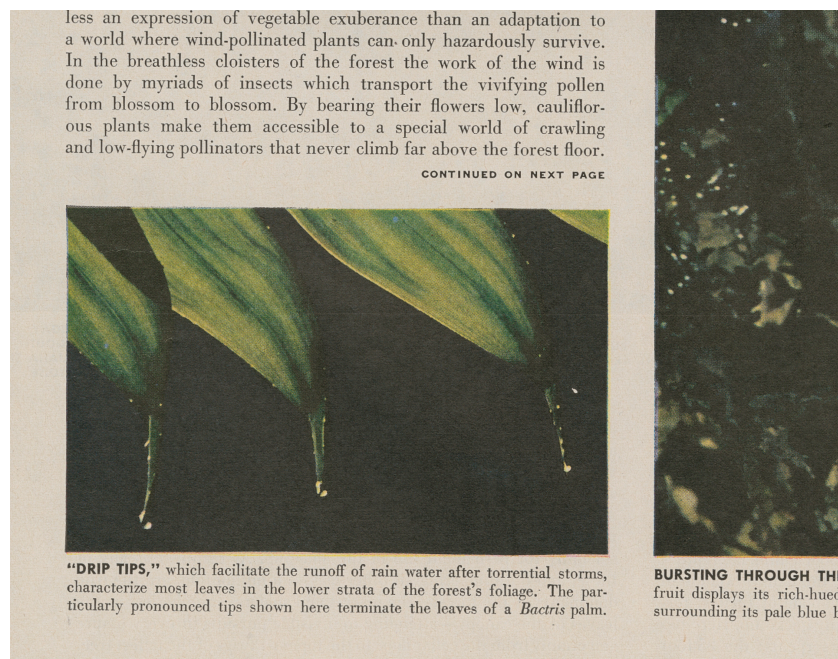 less an expression of vegetable exuberance than an adaptation to
a world where wind-pollinated plants can only hazardously survive.
In the breathless cloisters of the forest the work of the wind is
done by myriads of insects which transport the vivifying pollen
from blossom to blossom. By bearing their flowers low, cauliflor-
ous plants make them accessible to a special world of crawling
and low-flying pollinators that never climb far above the forest floor.
CONTINUED ON NEXT PAGE
"DRIP TIPS," which facilitate the runoff of rain water after torrential storms,
characterize most leaves in the lower strata of the forest's foliage. The par-
ticularly pronounced tips shown here terminate the leaves of a Bactris palm.
BURSTING THROUGH
fruit displays its
surrounding its pale blue